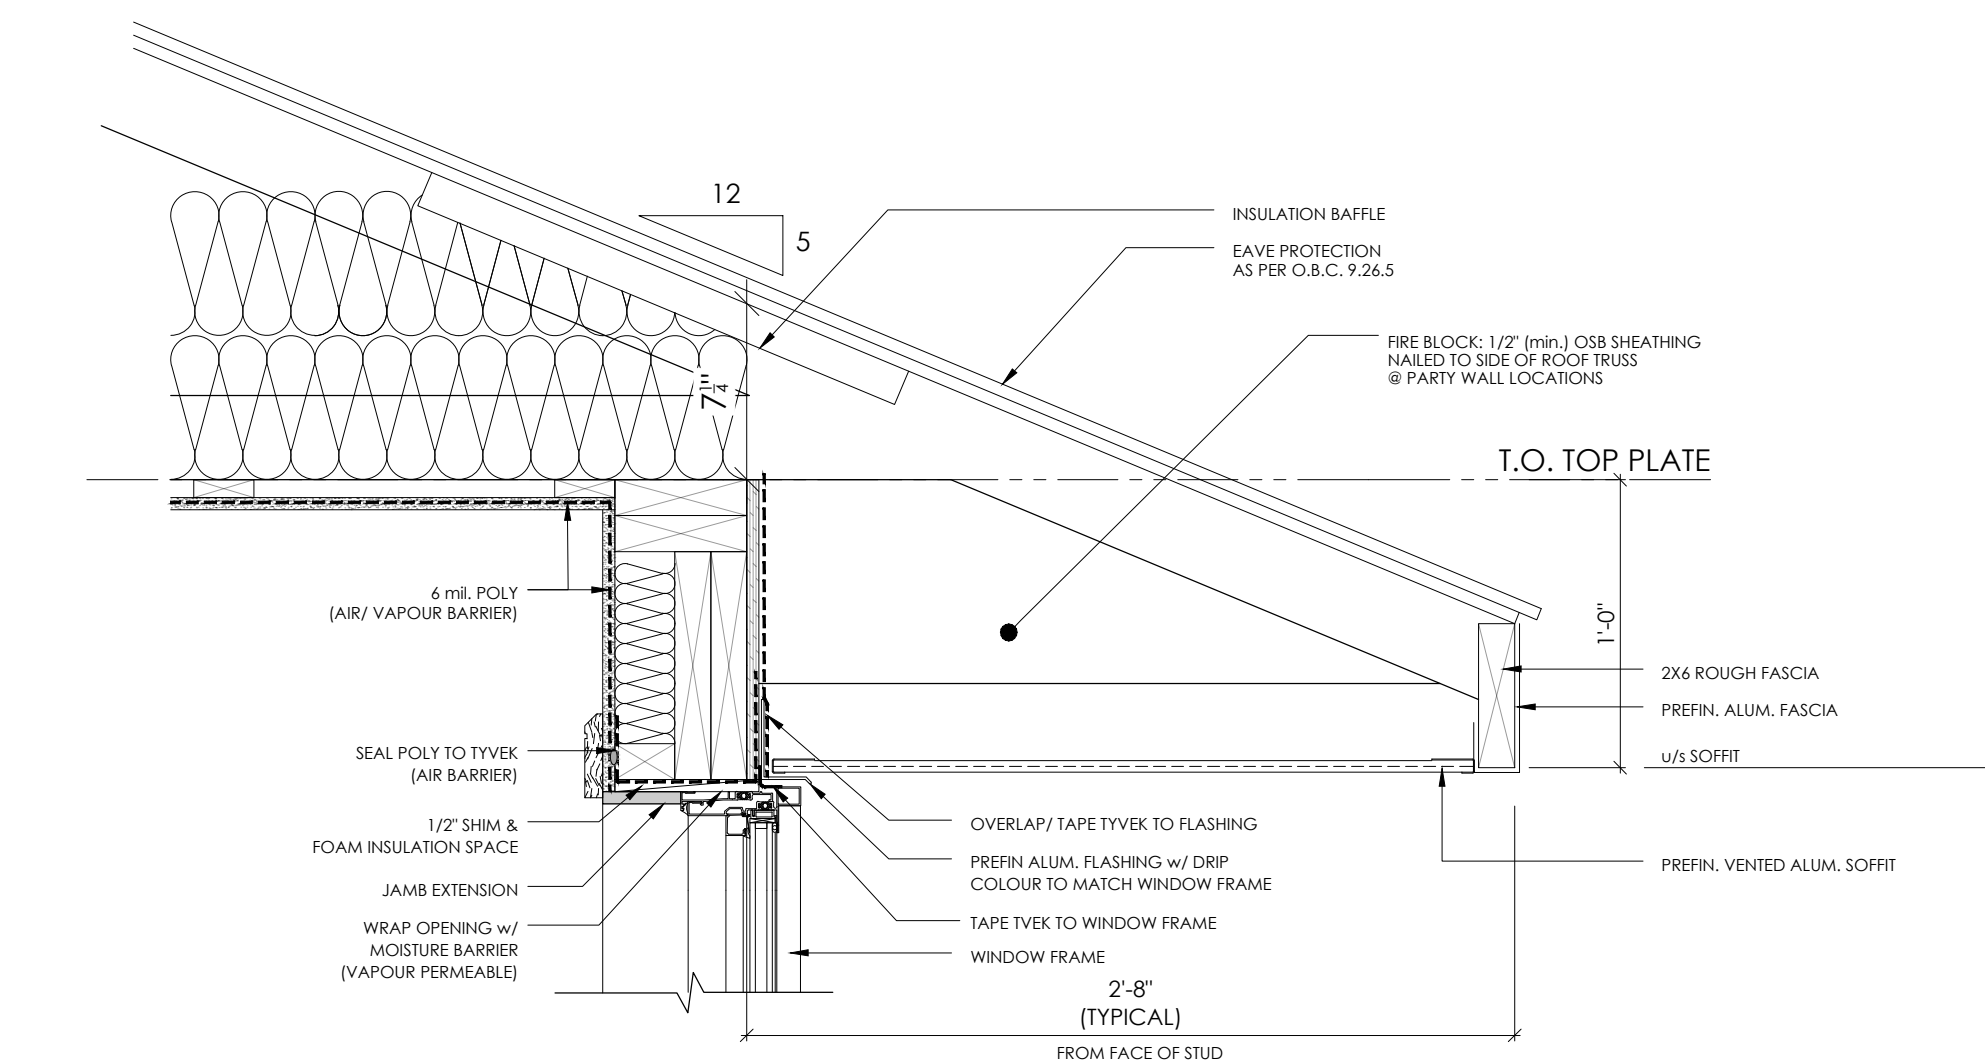 12
5
INSULATION BAFFLE
EAVE PROTECTION
AS PER O.B.C. 9.26.5
FIRE BLOCK: 1/2" (min.) OSB SHEATHING
NAILED TO SIDE OF ROOF TRUSS
@ PARTY WALL LOCATIONS
7 1/4"
T.O. TOP PLATE
1'-0"
6 mil. POLY
(AIR/ VAPOUR BARRIER)
2X6 ROUGH FASCIA
PREFIN. ALUM. FASCIA
u/s SOFFIT
PREFIN. VENTED ALUM. SOFFIT
SEAL POLY TO TYVEK
(AIR BARRIER)
1/2" SHIM &
FOAM INSULATION SPACE
JAMB EXTENSION
WRAP OPENING w/
MOISTURE BARRIER
(VAPOUR PERMEABLE)
OVERLAP/ TAPE TYVEK TO FLASHING
PREFIN ALUM. FLASHING w/ DRIP
COLOUR TO MATCH WINDOW FRAME
TAPE TVEK TO WINDOW FRAME
WINDOW FRAME
2'-8"
(TYPICAL)
FROM FACE OF STUD